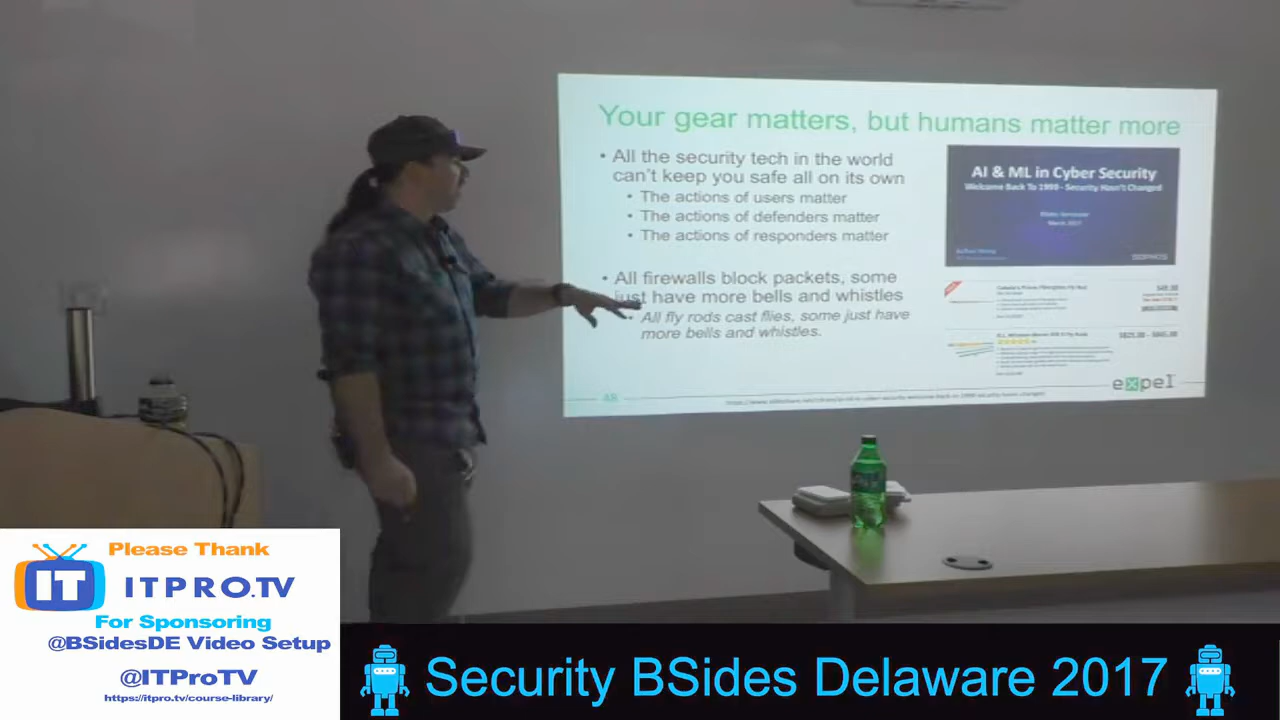 Your gear matters, but humans matter more
• All the security tech in the world
can't keep you safe all on its own
• The actions of users matter
• The actions of defenders matter
• The actions of responders matter
• All firewalls block packets, some
just have more bells and whistles
• All fly rods cast flies, some just have
more bells and whistles.
AI & ML in Cyber Security
Welcome Back To 1999 - Security Hasn't Changed
March 2017
SOPHOS
expel
48
Please Thank
IT
ITPRO.TV
For Sponsoring
@BSidesDE Video Setup
@ITProTV
https://itpro.tv/course-library/
Security BSides Delaware 2017